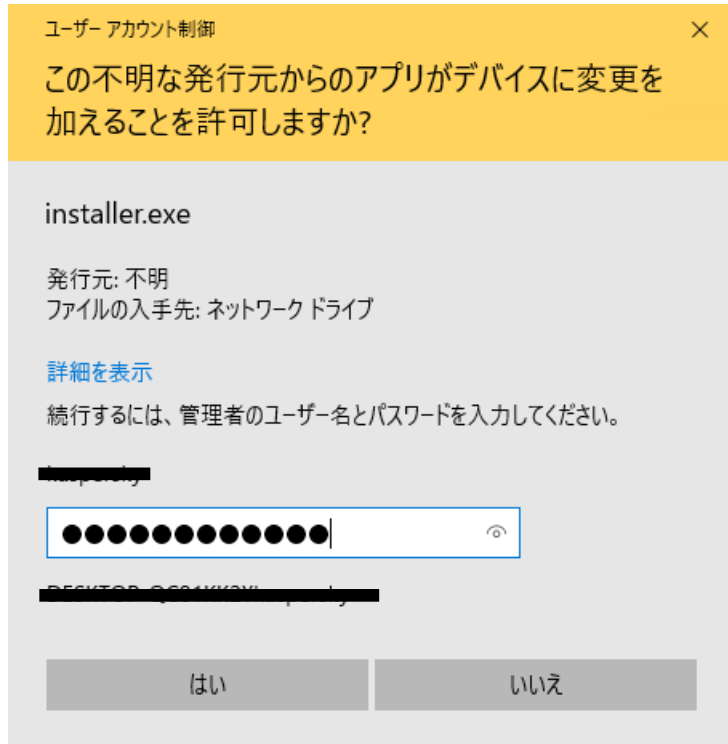 ユーザー アカウント制御
この不明な発行元からのアプリがデバイスに変更を
加えることを許可しますか?
installer.exe
発行元: 不明
ファイルの入手先: ネットワーク ドライブ
詳細を表示
続行するには、管理者のユーザー名とパスワードを入力してください。
●●●●●●●●●●●●
はい
いいえ